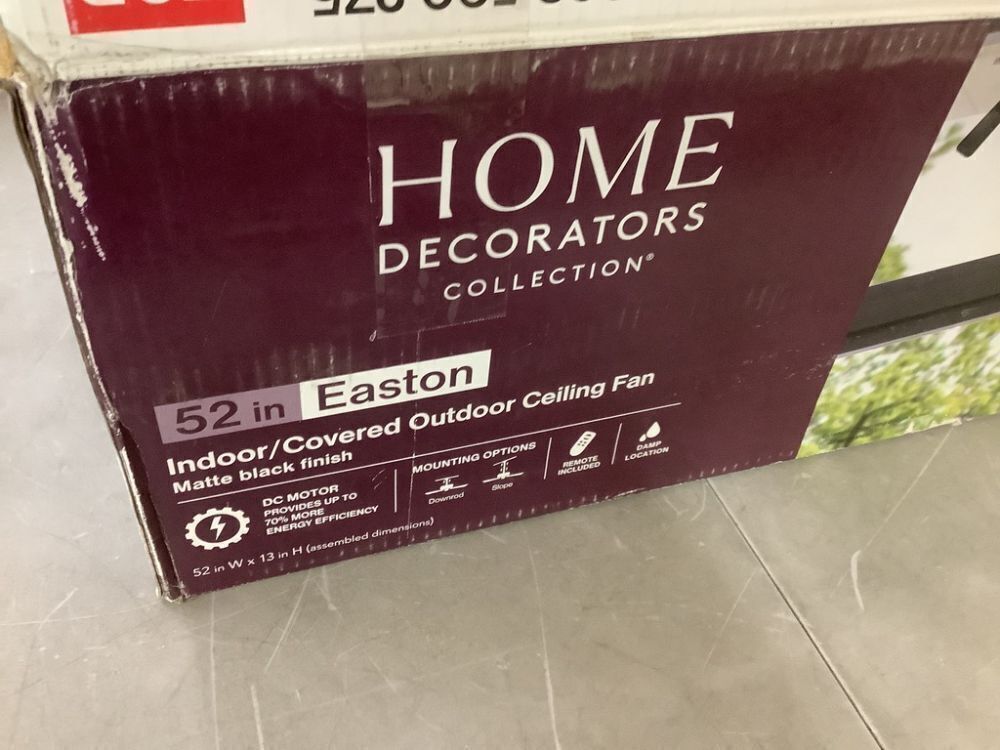 HOME
DECORATORS
COLLECTION®
52 in Easton
Indoor/Covered Outdoor Ceiling Fan
Matte black finish
DC MOTOR
PROVIDES UP TO
70% MORE
ENERGY EFFICIENCY
MOUNTING OPTIONS
Downrod
Slope
REMOTE
INCLUDED
DAMP
LOCATION
52 in W x 13 in H (assembled dimensions)